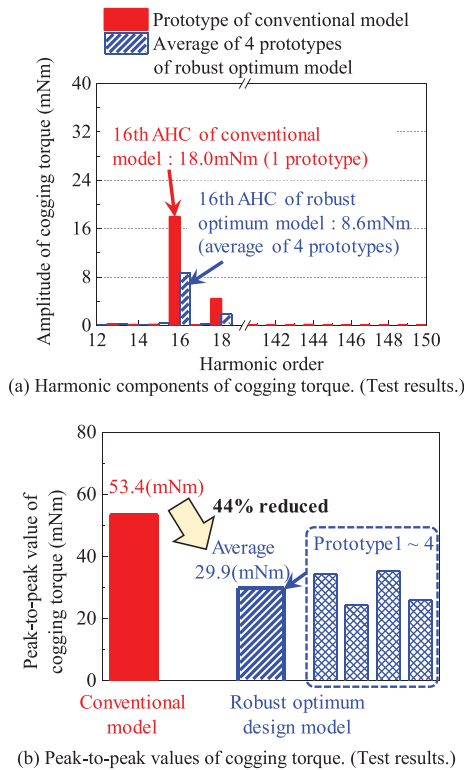 Prototype of conventional model
Average of 4 prototypes
of robust optimum model
Amplitude of cogging torque (mNm)
40
32
24
16
8
0
16th AHC of conventional
model : 18.0mNm (1 prototype)
16th AHC of robust
optimum model : 8.6mNm
(average of 4 prototypes)
12 14 16 18 142 144 146 148 150
Harmonic order
(a) Harmonic components of cogging torque. (Test results.)
Peak-to-peak value of
cogging torque (mNm)
80
60
40
20
0
53.4(mNm)
44% reduced
Average
29.9(mNm)
Prototype1 ~ 4
Conventional
model
Robust optimum
design model
(b) Peak-to-peak values of cogging torque. (Test results.)